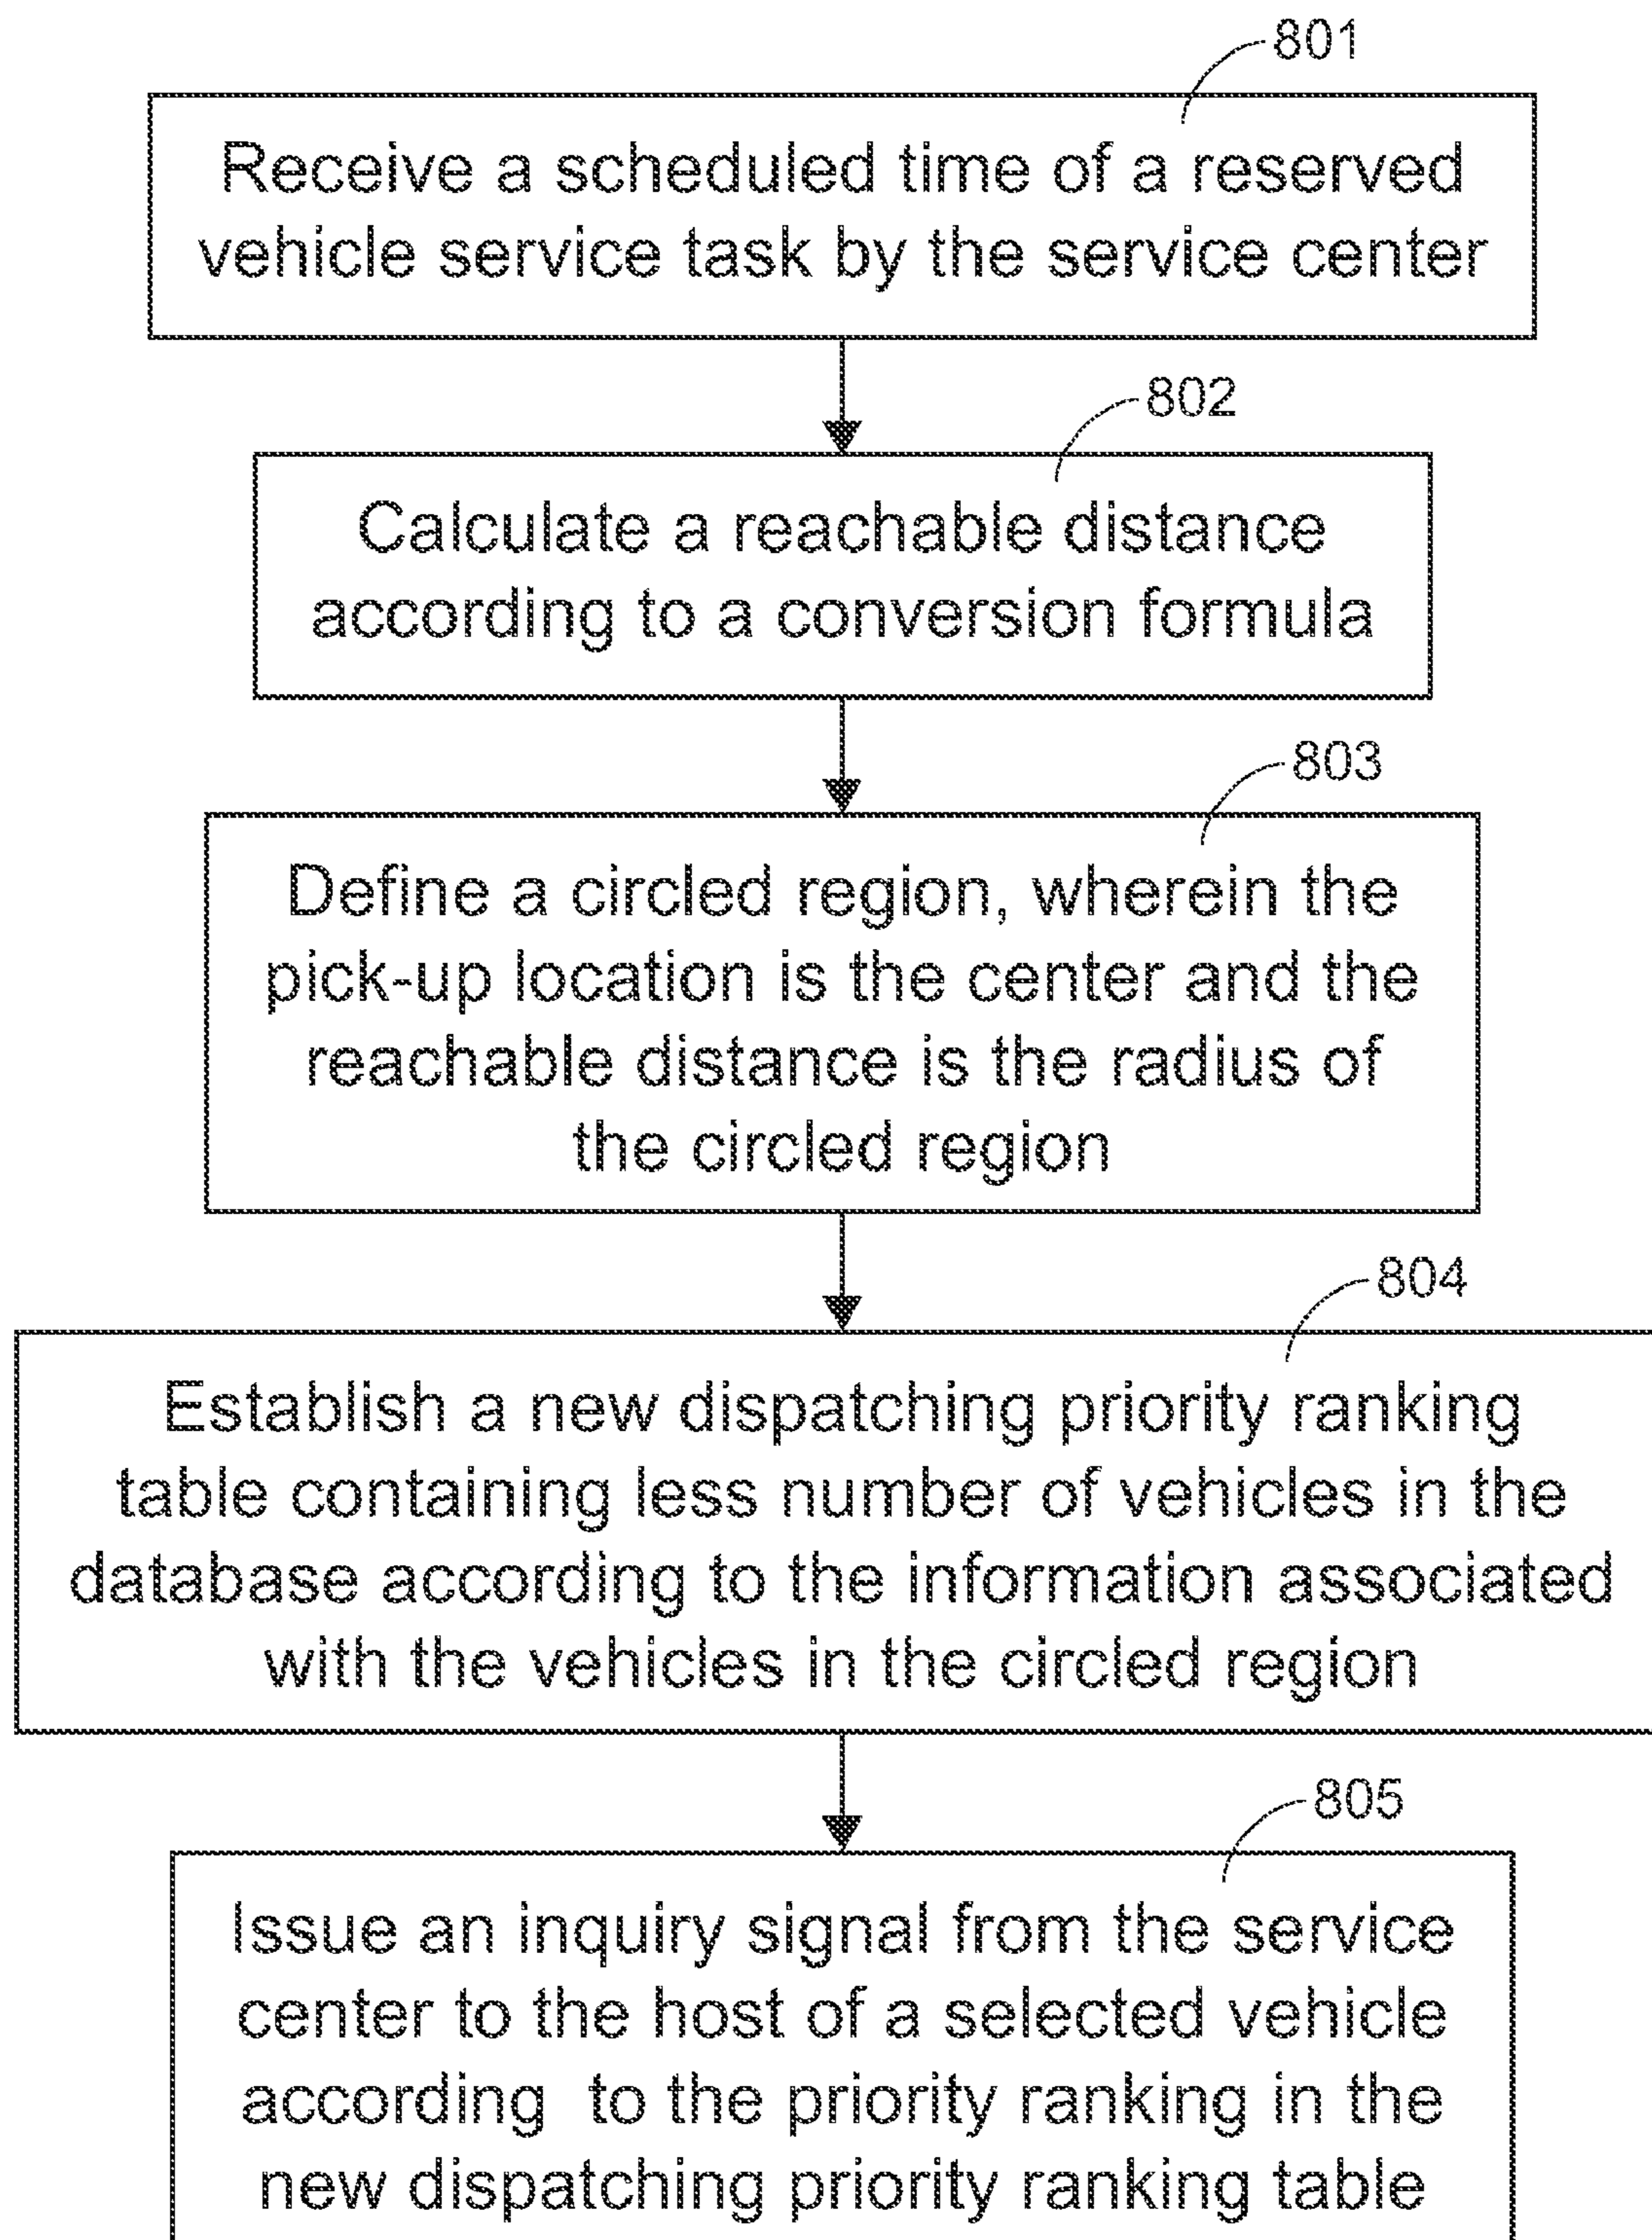 801
Receive a scheduled time of a reserved
vehicle service task by the service center
802
Calculate a reachable distance
according to a conversion formula
803
Define a circled region, wherein the
pick-up location is the center and the
reachable distance is the radius of
the circled region
804
Establish a new dispatching priority ranking
table containing less number of vehicles in the
database according to the information associated
with the vehicles in the circled region
805
Issue an inquiry signal from the service
center to the host of a selected vehicle
according to the priority ranking in the
new dispatching priority ranking table